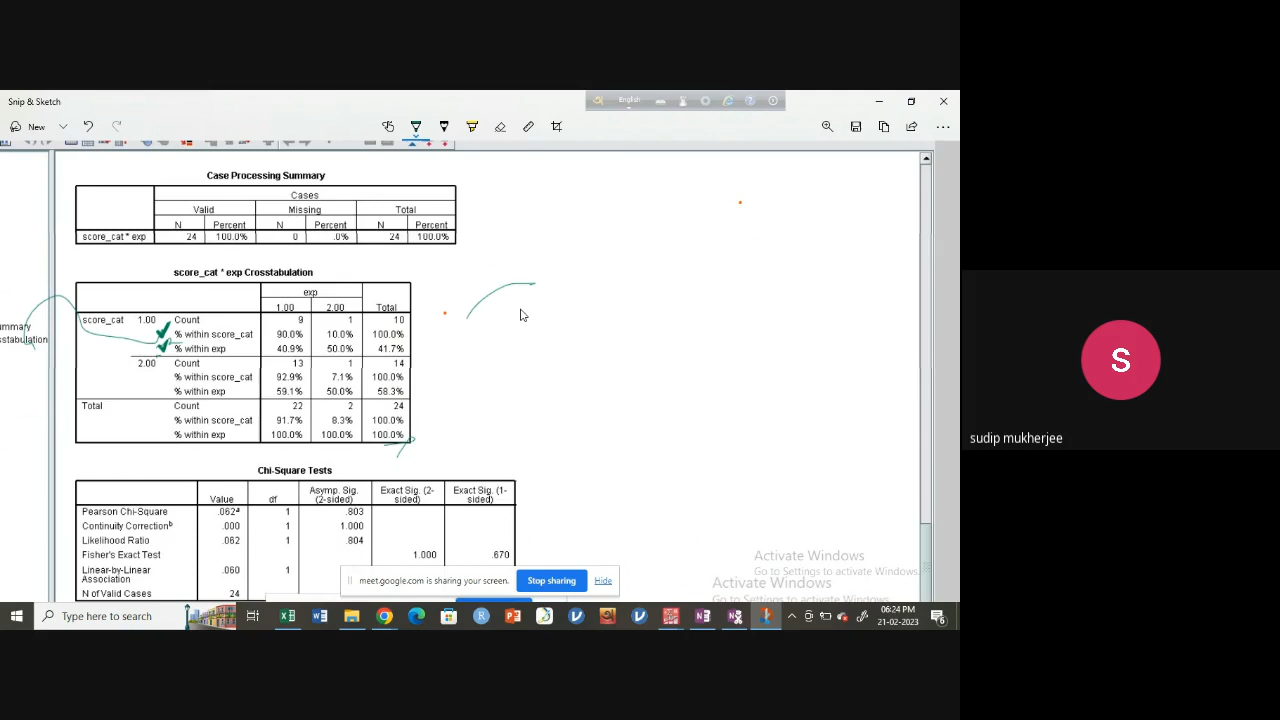 Snip & Sketch
English
New
Case Processing Summary
Cases
Valid Missing Total
N Percent N Percent N Percent
score_cat * exp 24 100.0% 0 .0% 24 100.0%
score_cat * exp Crosstabulation
exp
1.00 2.00 Total
score_cat 1.00 Count 9 1 10
ummary
% within score_cat 90.0% 10.0% 100.0%
sstabulation
% within exp 40.9% 50.0% 41.7%
2.00 Count 13 1 14
% within score_cat 92.9% 7.1% 100.0%
% within exp 59.1% 50.0% 58.3%
Total Count 22 2 24
% within score_cat 91.7% 8.3% 100.0%
% within exp 100.0% 100.0% 100.0%
S
sudip mukherjee
Chi-Square Tests
Value df Asymp. Sig. (2-sided) Exact Sig. (2-sided) Exact Sig. (1-sided)
Pearson Chi-Square .062a 1 .803
Continuity Correctionb .000 1 1.000
Likelihood Ratio .062 1 .804
Fisher's Exact Test 1.000 .670
Linear-by-Linear Association .060 1
N of Valid Cases 24
Activate Windows
Go to Settings to activate Windows.
Activate Windows
Go to Settings to activate Windows.
meet.google.com is sharing your screen. Stop sharing Hide
Type here to search
06:24 PM
21-02-2023
6